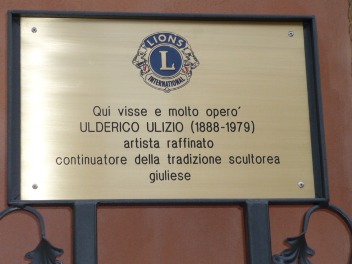 LIONS
L
INTERNATIONAL
Qui visse e molto opero'
ULDERICO ULIZIO (1888-1979)
artista raffinato
continuatore della tradizione scultorea
giuliese